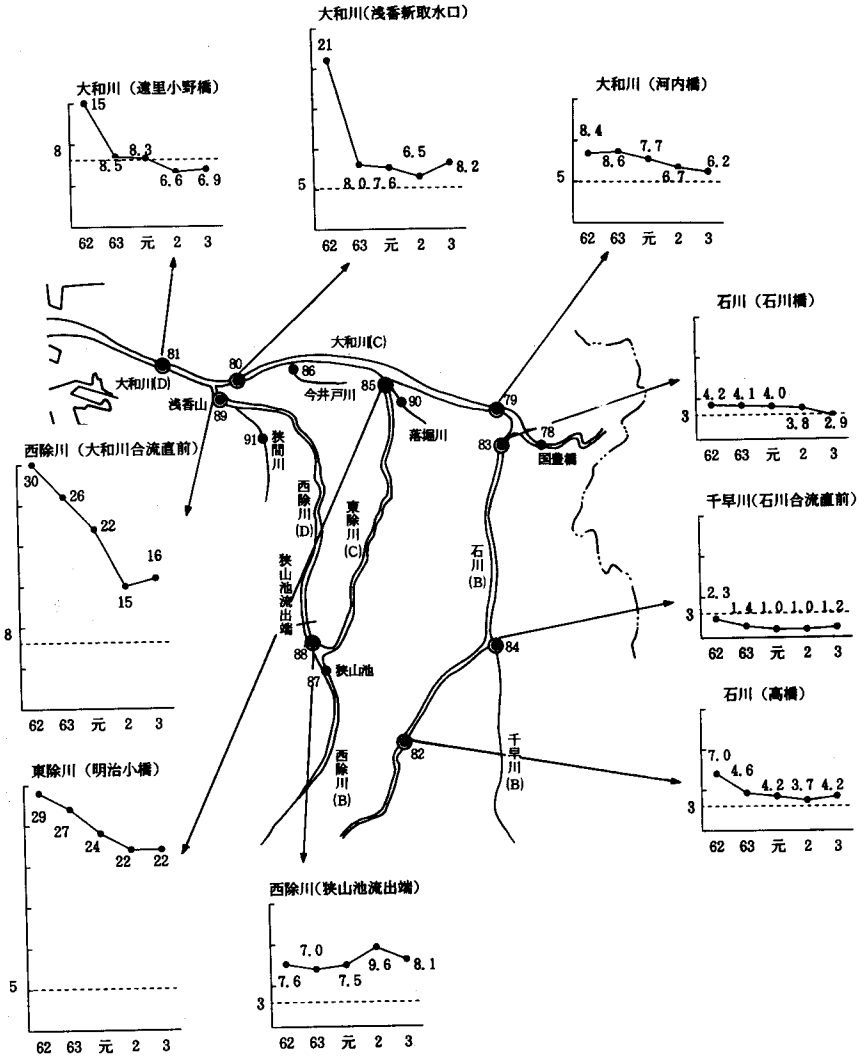 大和川（浅香新取水口）
21
8.0
7.6
6.5
8.2
5
62 63 元 2 3
大和川（遠里小野橋）
15
8
8.5
8.3
6.6
6.9
62 63 元 2 3
大和川（河内橋）
8.4
8.6
7.7
6.7
6.2
5
62 63 元 2 3
石川（石川橋）
4.2 4.1 4.0
3.8
2.9
3
62 63 元 2 3
千早川（石川合流直前）
2.3
1.4 1.0 1.0 1.2
3
62 63 元 2 3
石川（高橋）
7.0
4.6
4.2 3.7 4.2
3
62 63 元 2 3
西除川（大和川合流直前）
30
26
22
15
16
8
62 63 元 2 3
東除川（明治小橋）
29
27
24
22
22
5
62 63 元 2 3
西除川（狭山池流出端）
7.6
7.0
7.5
9.6
8.1
3
62 63 元 2 3
81
大和川(D)
80
浅香山
89
91
狭間川
86
今井戸川
大和川(C)
85
90
落堀川
79
83
78
国豊橋
西除川(D)
東除川(C)
石川(B)
狭山池流出端
88
87
狭山池
西除川(B)
84
82
千早川(B)